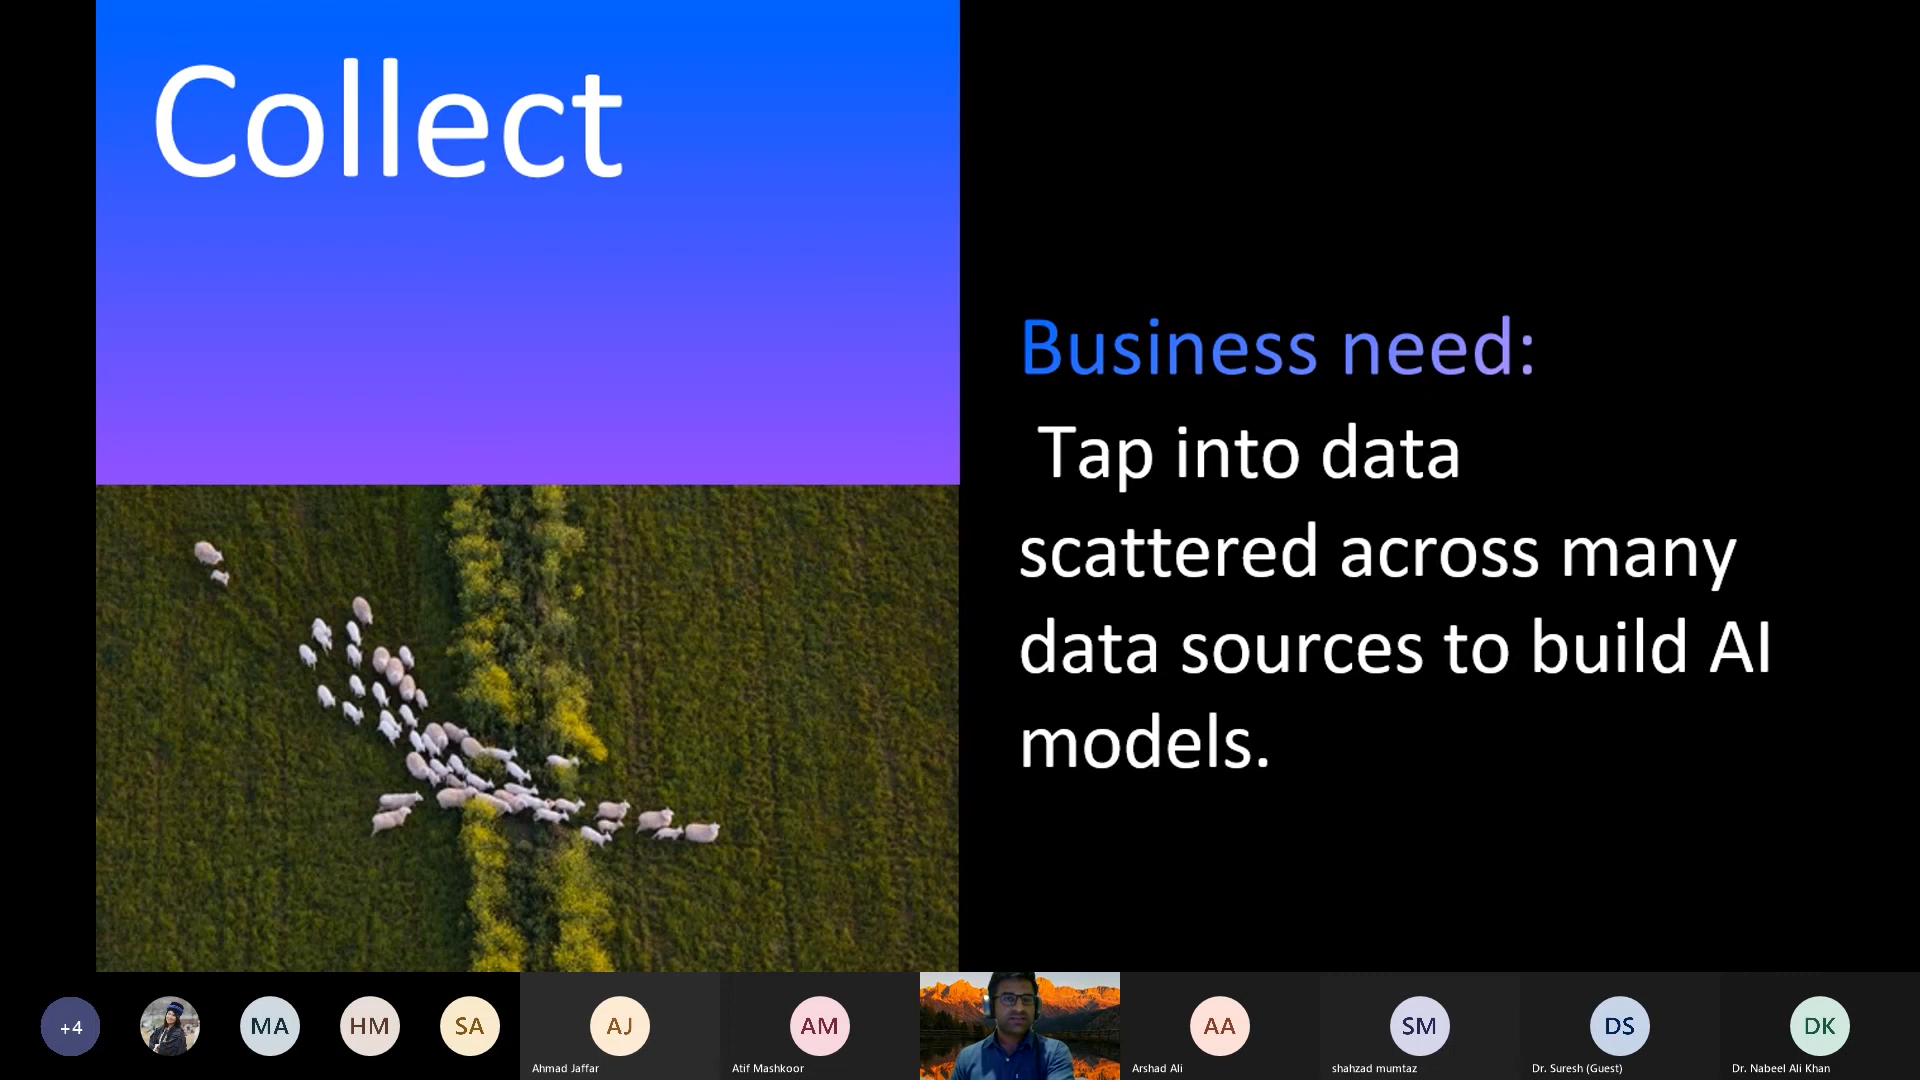 Collect
Business need:
Tap into data
scattered across many
data sources to build AI
models.
+4
MA
HM
SA
AJ
Ahmad Jaffar
AM
Atif Mashkoor
AA
Arshad Ali
SM
shahzad mumtaz
DS
Dr. Suresh (Guest)
DK
Dr. Nabeel Ali Khan